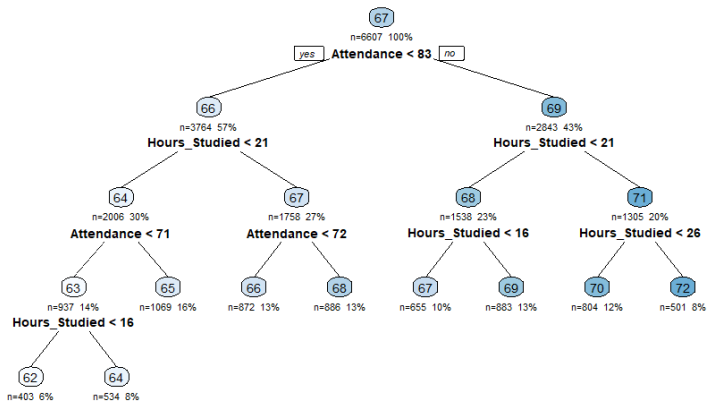 67
n=6607 100%
yes Attendance < 83 no
66 69
n=3764 57% n=2843 43%
Hours_Studied < 21 Hours_Studied < 21
64 67 68 71
n=2006 30% n=1758 27% n=1538 23% n=1305 20%
Attendance < 71 Attendance < 72 Hours_Studied < 16 Hours_Studied < 26
63 65 66 68 67 69 70 72
n=937 14% n=1069 16% n=872 13% n=886 13% n=655 10% n=883 13% n=804 12% n=501 8%
Hours_Studied < 16
62 64
n=403 6% n=534 8%